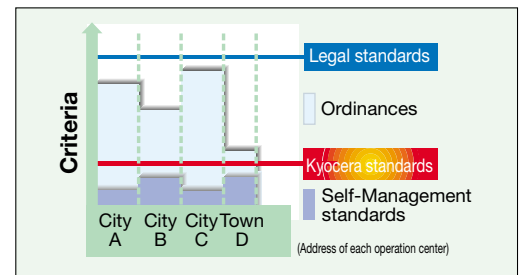 Criteria
Legal standards
Ordinances
Kyocera standards
Self-Management
standards
City City City Town
A B C D
(Address of each operation center)